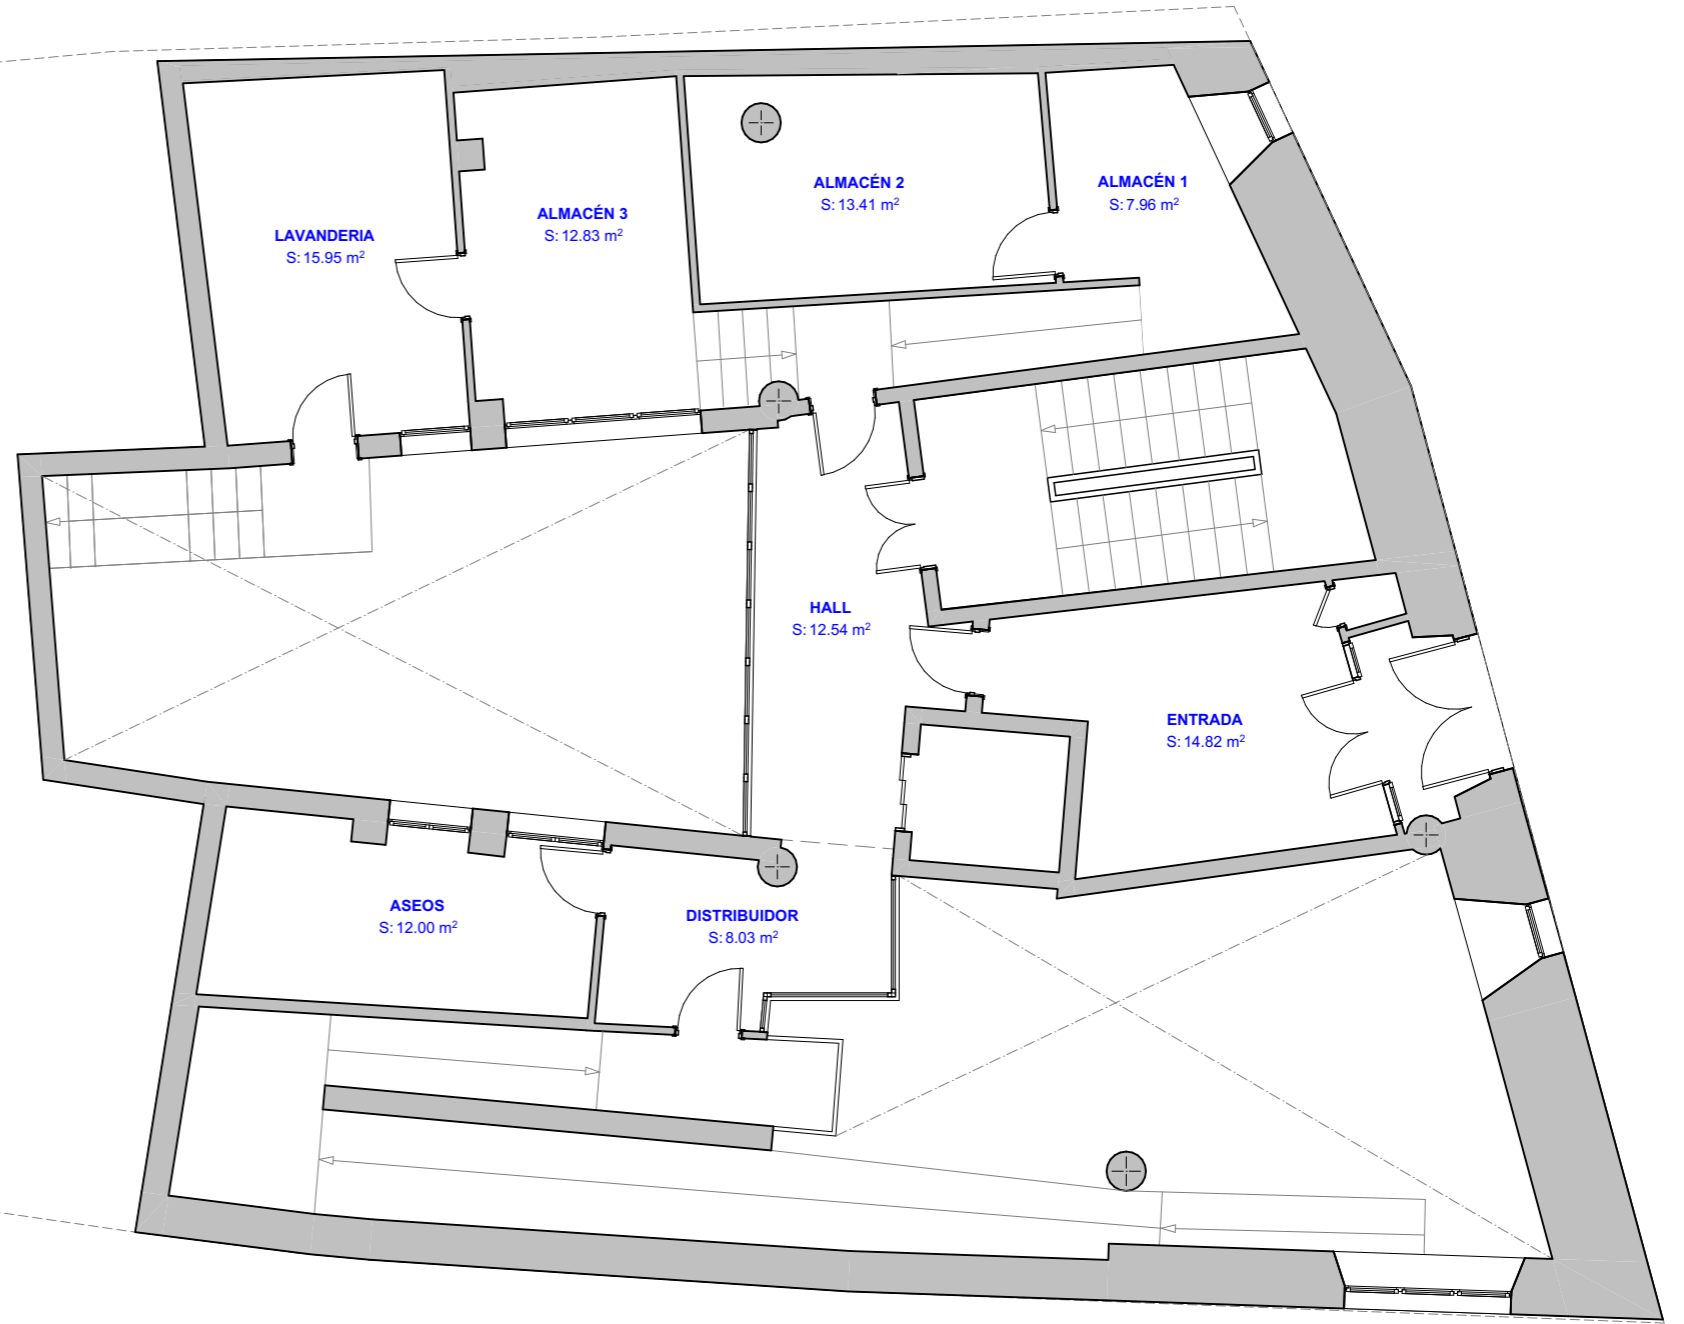 ALMACÉN 2
S: 13.41 m²
ALMACÉN 1
S: 7.96 m²
ALMACÉN 3
S: 12.83 m²
LAVANDERIA
S: 15.95 m²
HALL
S: 12.54 m²
ENTRADA
S: 14.82 m²
ASEOS
S: 12.00 m²
DISTRIBUIDOR
S: 8.03 m²